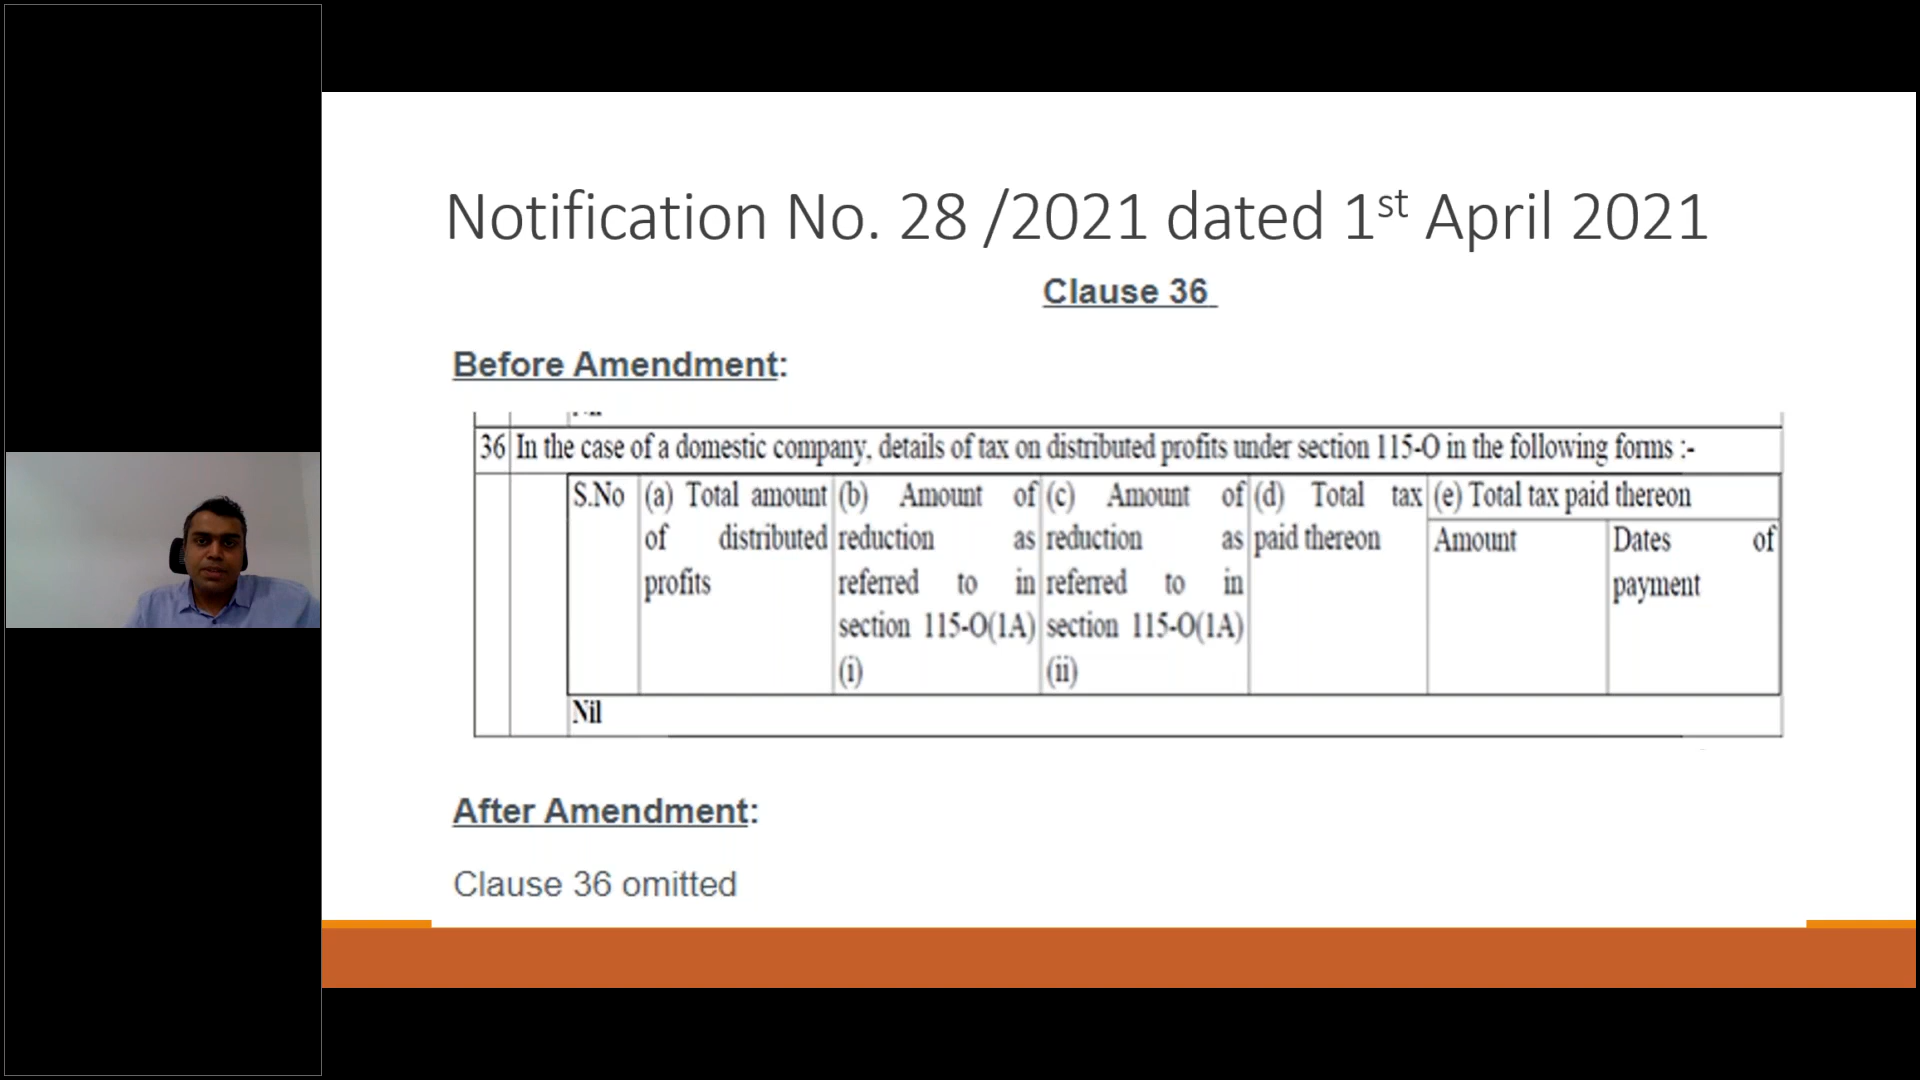 Notification No. 28 /2021 dated 1st April 2021
Clause 36
Before Amendment:
36 In the case of a domestic company, details of tax on distributed profits under section 115-O in the following forms :-
S.No
(a) Total amount
of distributed
profits
(b) Amount of
reduction as
referred to in
section 115-O(1A)
(i)
(c) Amount of
reduction as
referred to in
section 115-O(1A)
(ii)
(d) Total tax
paid thereon
(e) Total tax paid thereon
Amount
Dates of
payment
Nil
After Amendment:
Clause 36 omitted